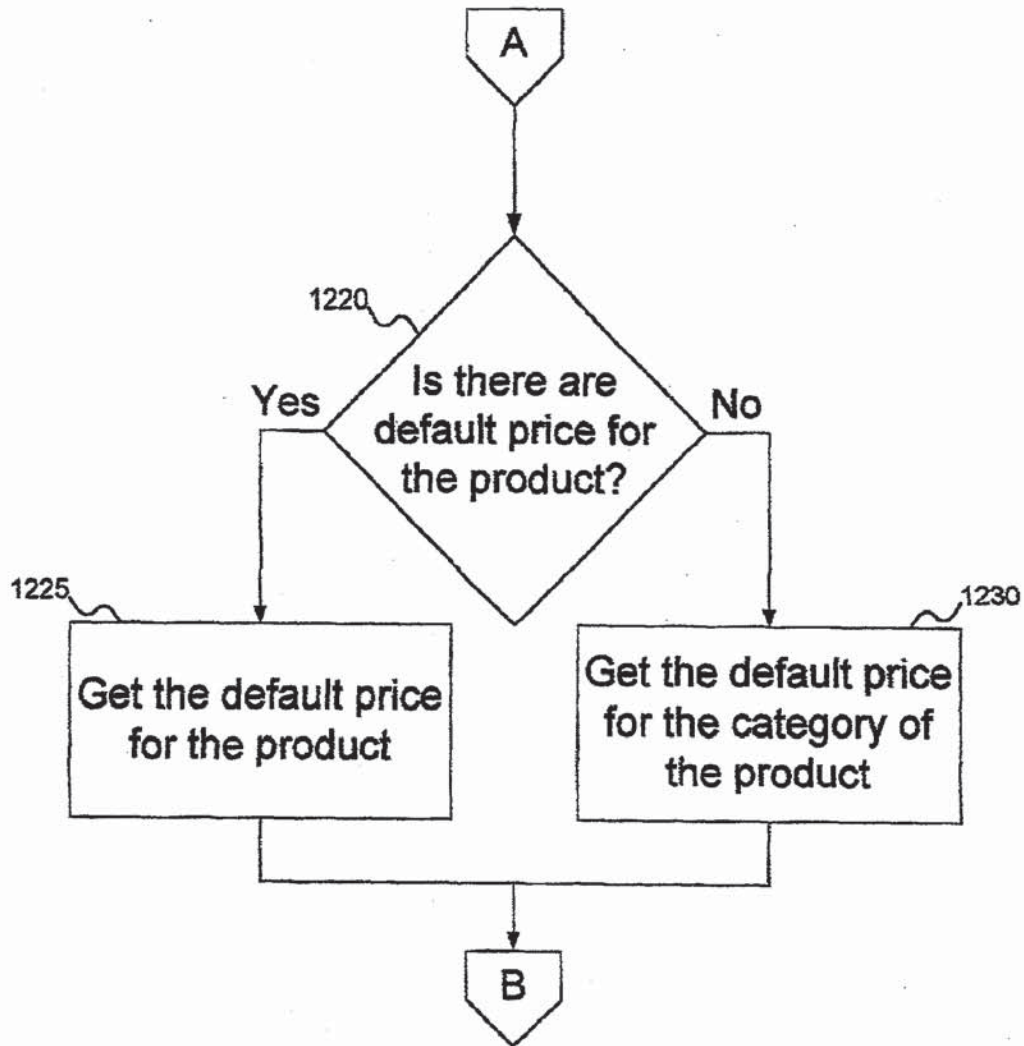 A
1220
Is there are
default price for
the product?
Yes
No
1225
Get the default price
for the product
1230
Get the default price
for the category of
the product
B